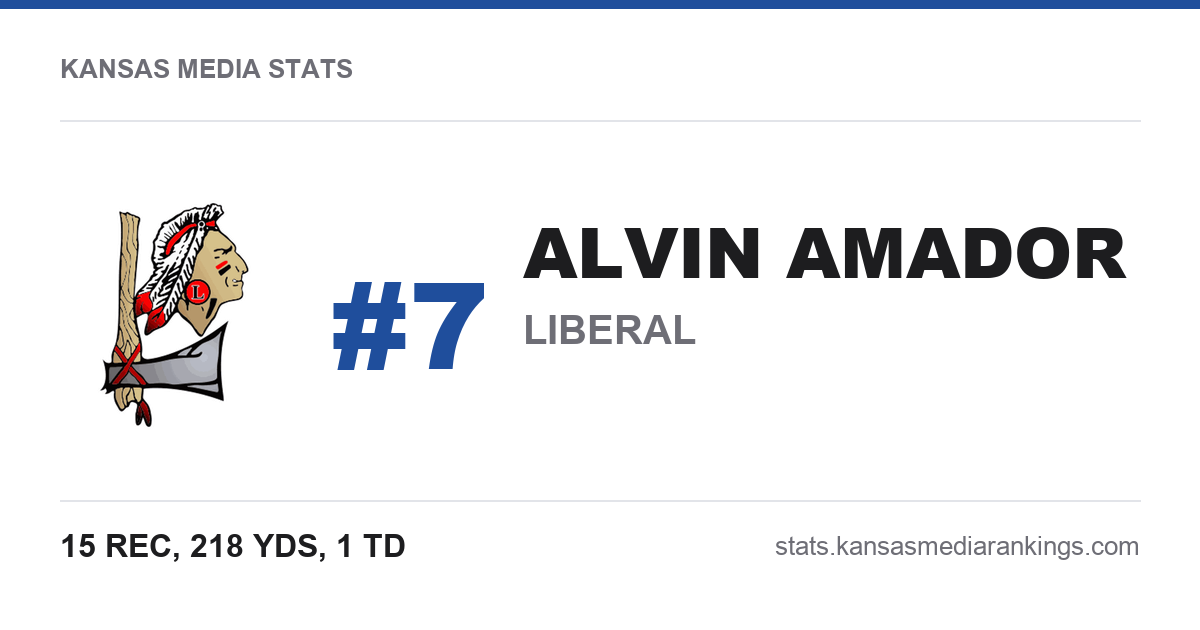 KANSAS MEDIA STATS
L
#7
ALVIN AMADOR
LIBERAL
15 REC, 218 YDS, 1 TD
stats.kansasmediarankings.com